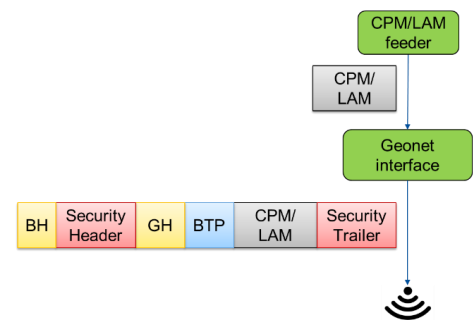 CPM/LAM
feeder
CPM/
LAM
Geonet
interface
BH
Security
Header
GH
BTP
CPM/
LAM
Security
Trailer